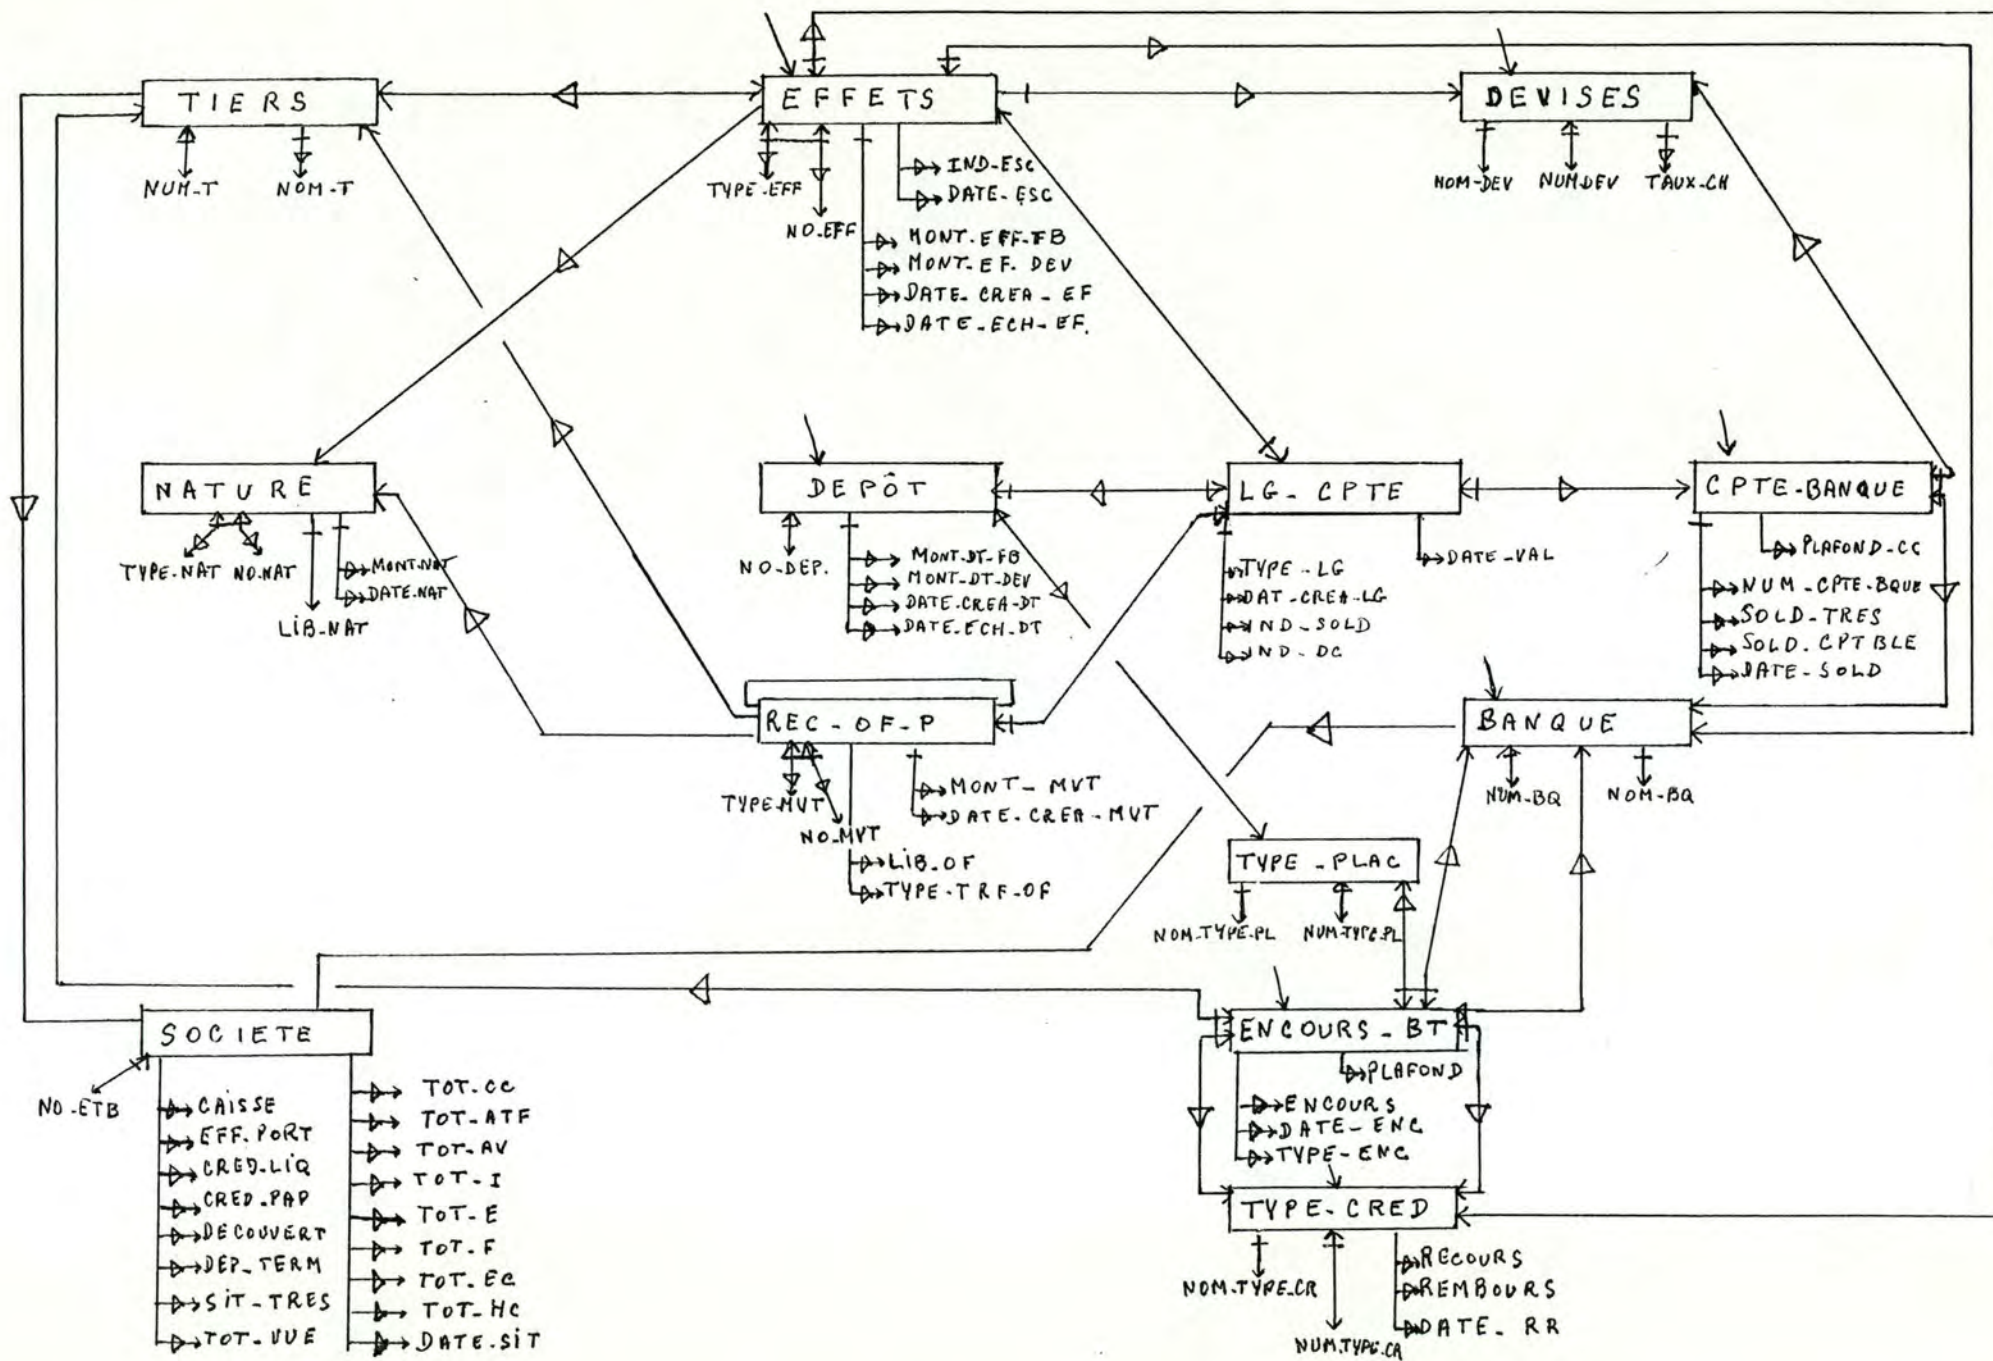 TIERS
NUM-T
NOM-T
EFFETS
TYPE-EFF
NO-EFF
IND-ESC
DATE-ESC
MONT-EFF-FB
MONT-EF. DEV
DATE-CREA-EF
DATE-ECH-EF.
DEVISES
NOM-DEV
NUM.DEV
TAUX-CH
NATURE
TYPE-NAT
NO.NAT
LIB-NAT
MONT.NAT
DATE.NAT
DEPÔT
NO-DEP.
MONT-DT-FB
MONT-DT-DEV
DATE.CREA-DT
DATE-ECH-DT
LG-CPTE
TYPE-LG
DAT-CREA-LG
IND-SOLD
IND-DC
DATE-VAL
CPTE-BANQUE
PLAFOND-CC
NUM-CPTE-BQUE
SOLD-TRES
SOLD.CPTBLE
DATE-SOLD
REC-OF-P
TYPE.MVT
NO-MVT
MONT-MVT
DATE-CREA-MVT
LIB-OF
TYPE-TRF-OF
BANQUE
NUM-BQ
NOM-BQ
TYPE-PLAC
NOM-TYPE-PL
NUM-TYPE-PL
SOCIETE
NO-ETB
CAISSE
EFF.PORT
CRED.LIQ
CRED-PAP
DECOUVERT
DEP-TERM
SIT-TRES
TOT-VUE
TOT-CC
TOT-ATF
TOT-AV
TOT-I
TOT-E
TOT-F
TOT-EC
TOT-HC
DATE.SIT
ENCOURS-BT
PLAFOND
ENCOURS
DATE-ENC
TYPE-ENC
TYPE-CRED
NOM-TYPE-CR
NUM.TYPE.CR
RECOURS
REMBOURS
DATE-RR